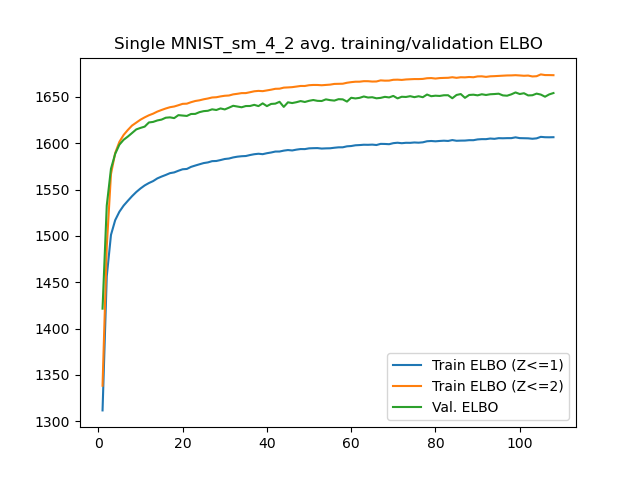 Single MNIST_sm_4_2 avg. training/validation ELBO
1650
1600
1550
1500
1450
1400
1350
1300
0 20 40 60 80 100
Train ELBO (Z<=1)
Train ELBO (Z<=2)
Val. ELBO